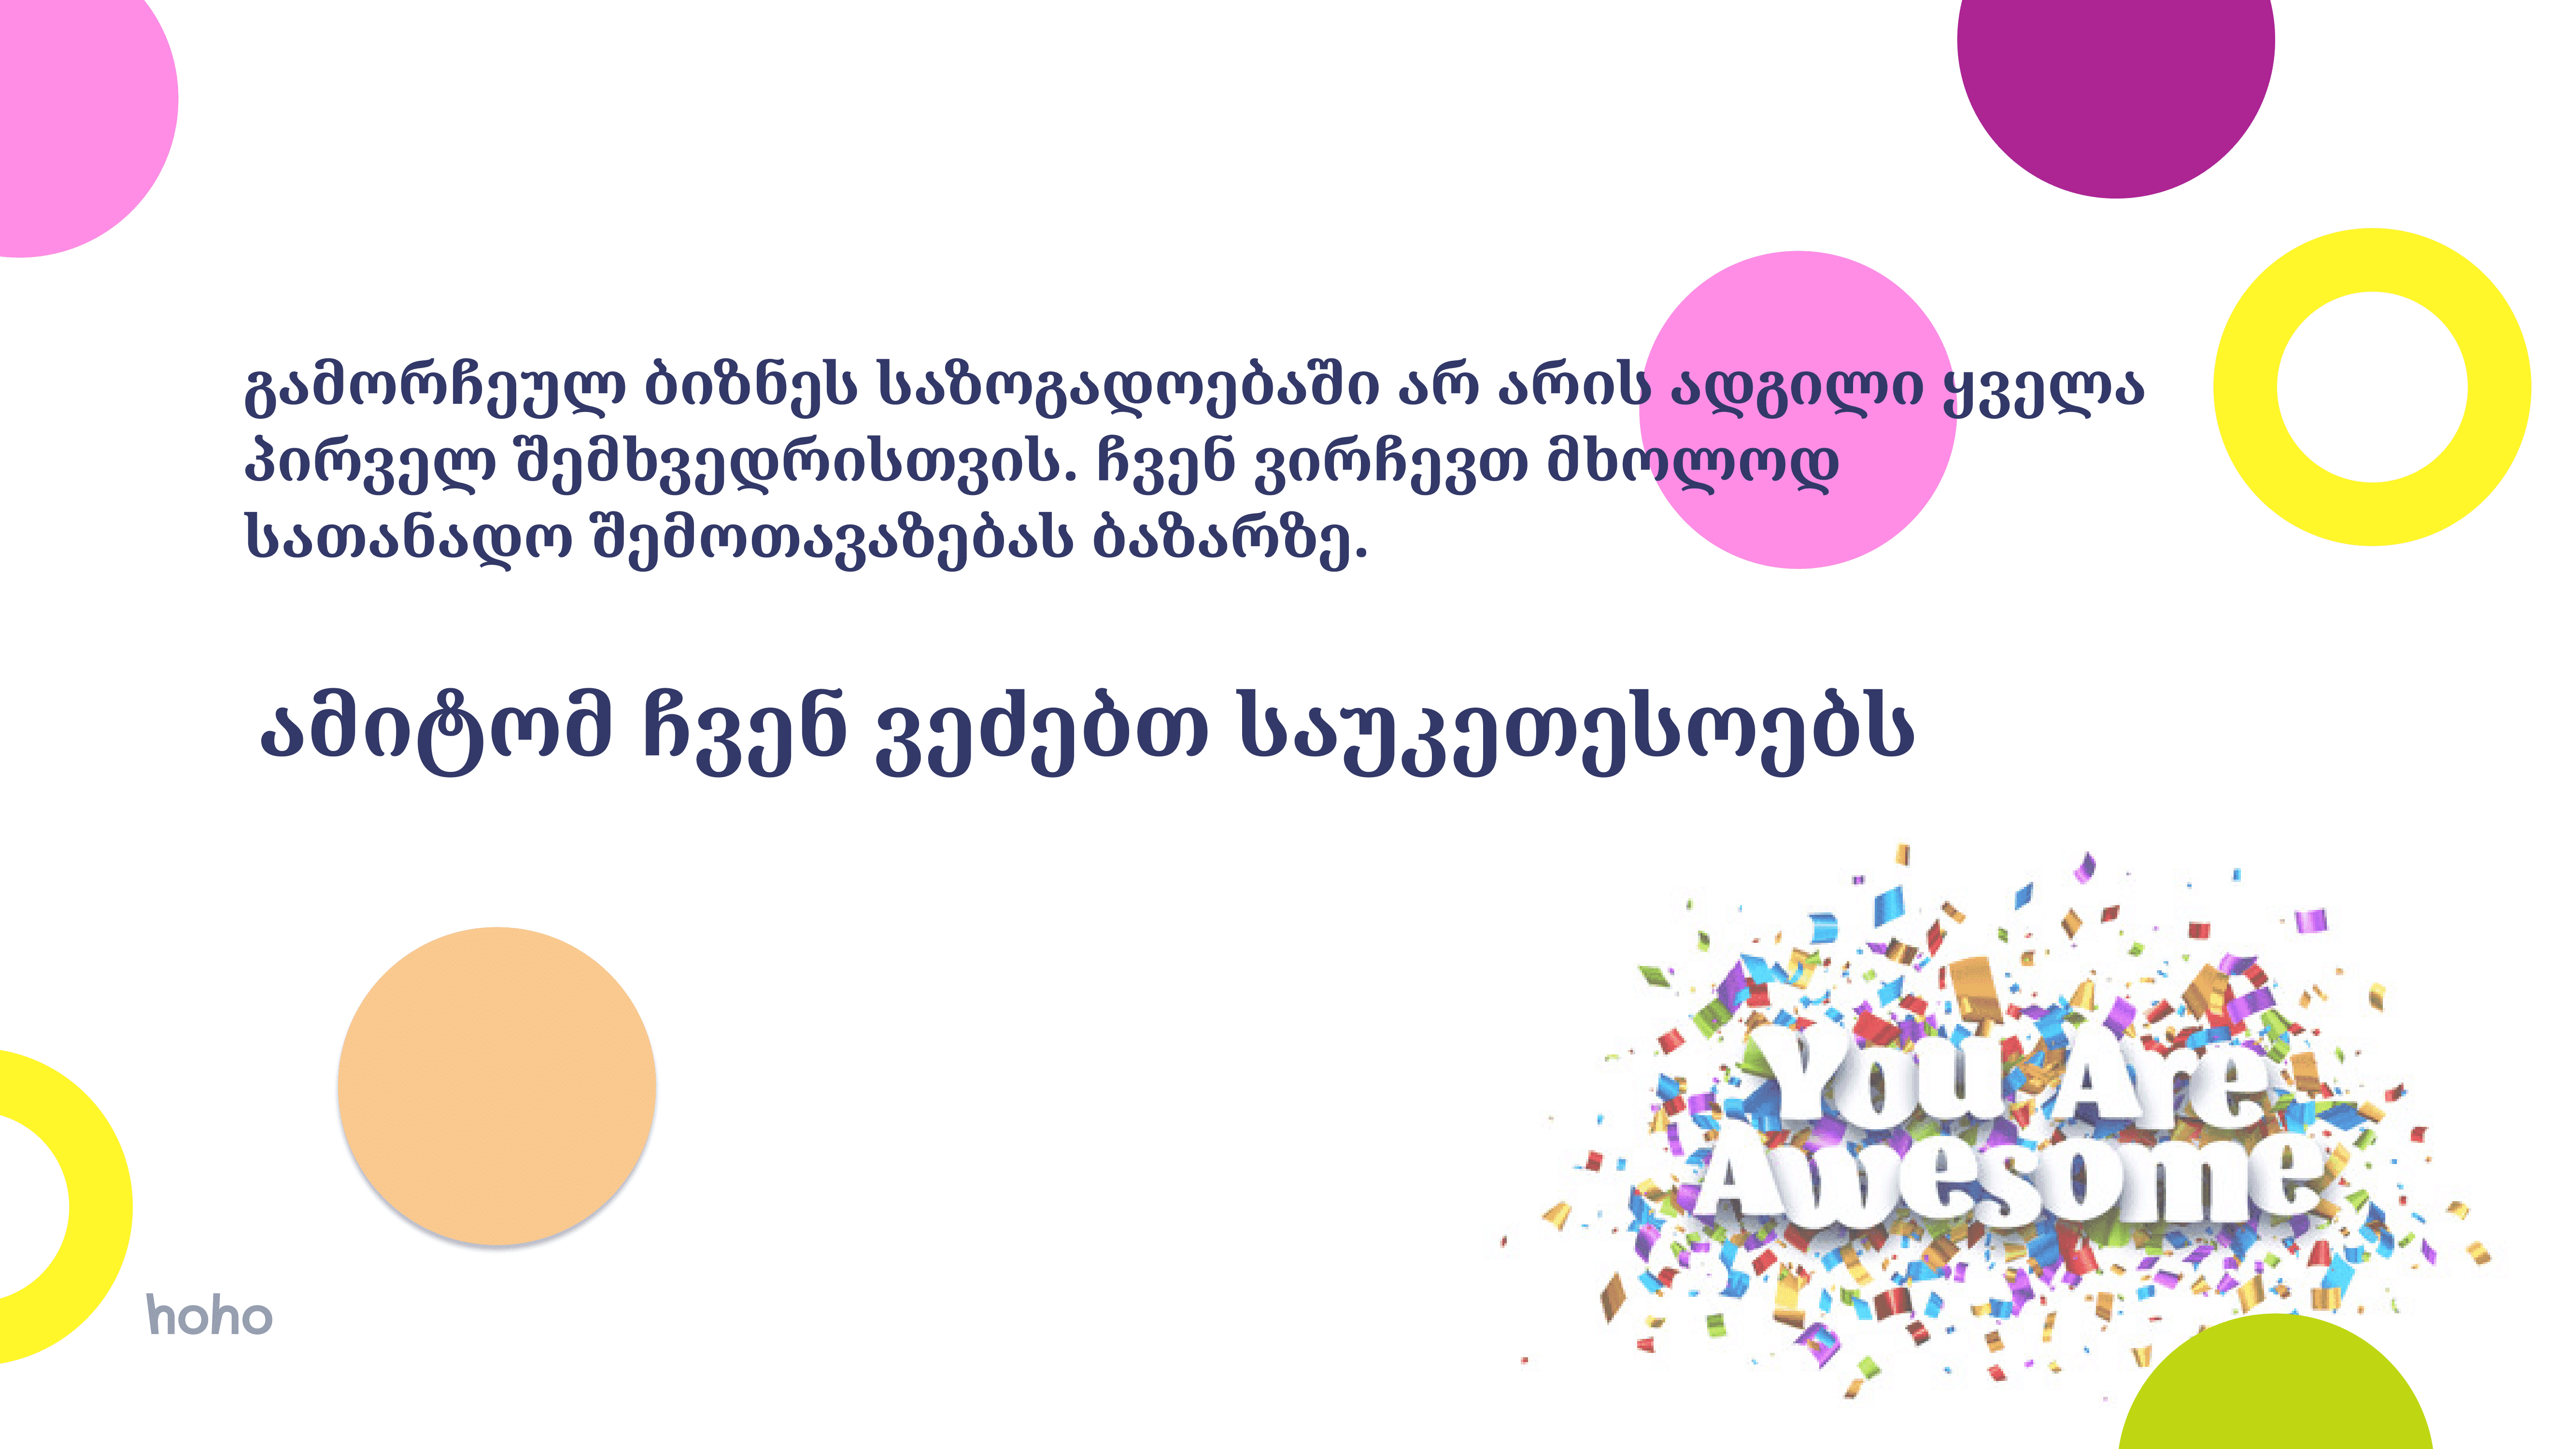 გამორჩეულ ბიზნეს საზოგადოებაში არ არის ადგილი ყველა
პირველ შემხვედრისთვის. ჩვენ ვირჩევთ მხოლოდ
სათანადო შემოთავაზებას ბაზარზე.
ამიტომ ჩვენ ვეძებთ საუკეთესოებს
You Are
Awesome
hoho